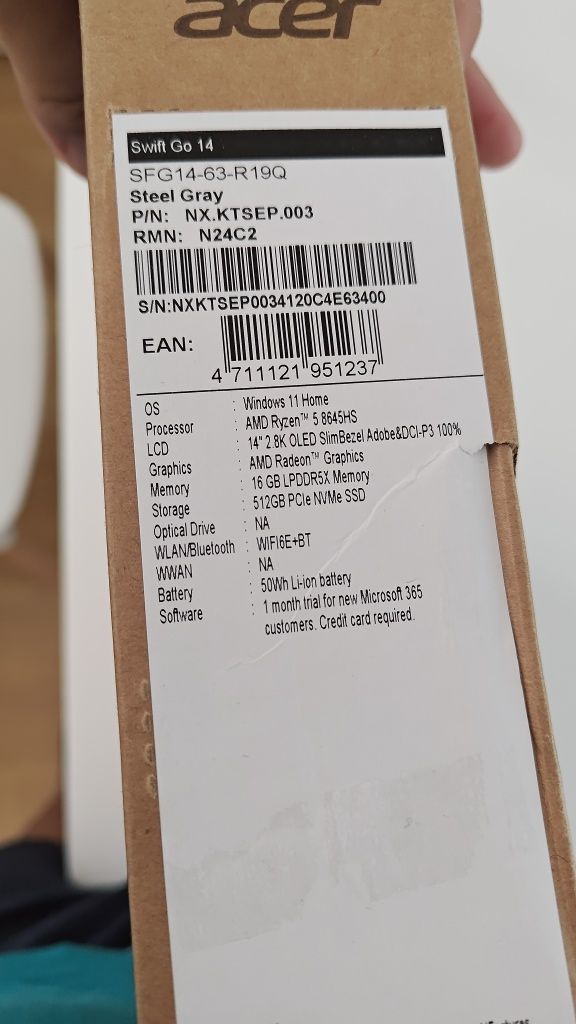 acer
Swift Go 14
SFG14-63-R19Q
Steel Gray
P/N: NX.KTSEP.003
RMN: N24C2
S/N:NXKTSEP0034120C4E63400
EAN:
4 711121 951237
OS : Windows 11 Home
Processor : AMD Ryzen™ 5 8645HS
LCD : 14" 2.8K OLED SlimBezel Adobe&DCI-P3 100%
Graphics : AMD Radeon™ Graphics
Memory : 16 GB LPDDR5X Memory
Storage : 512GB PCIe NVMe SSD
Optical Drive : NA
WLAN/Bluetooth : WIFI6E+BT
WWAN : NA
Battery : 50Wh Li-ion battery
Software : 1 month trial for new Microsoft 365
customers. Credit card required.